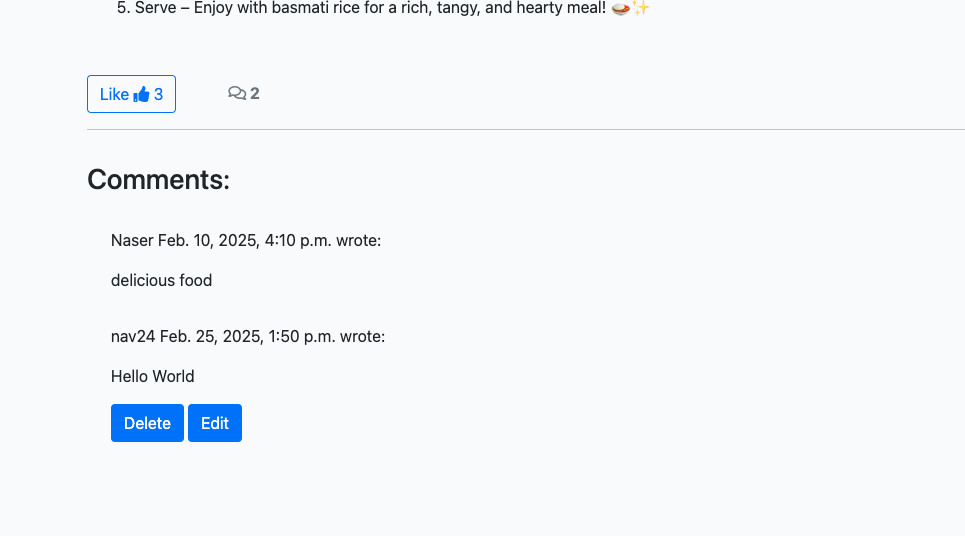 5. Serve – Enjoy with basmati rice for a rich, tangy, and hearty meal! 🍛✨
Like 3
2
Comments:
Naser Feb. 10, 2025, 4:10 p.m. wrote:
delicious food
nav24 Feb. 25, 2025, 1:50 p.m. wrote:
Hello World
Delete Edit